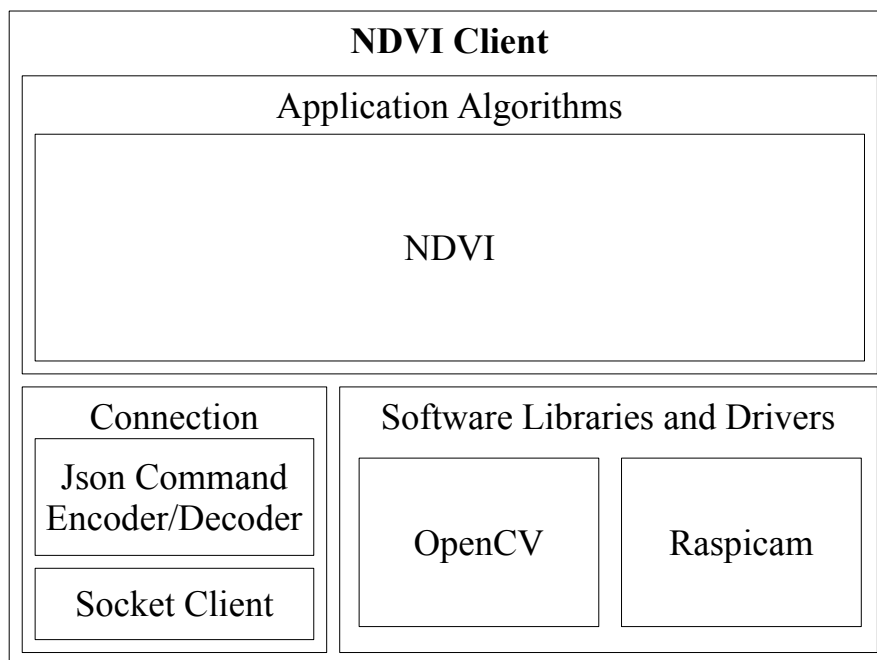 NDVI Client
Application Algorithms
NDVI
Connection
Json Command
Encoder/Decoder
Socket Client
Software Libraries and Drivers
OpenCV
Raspicam